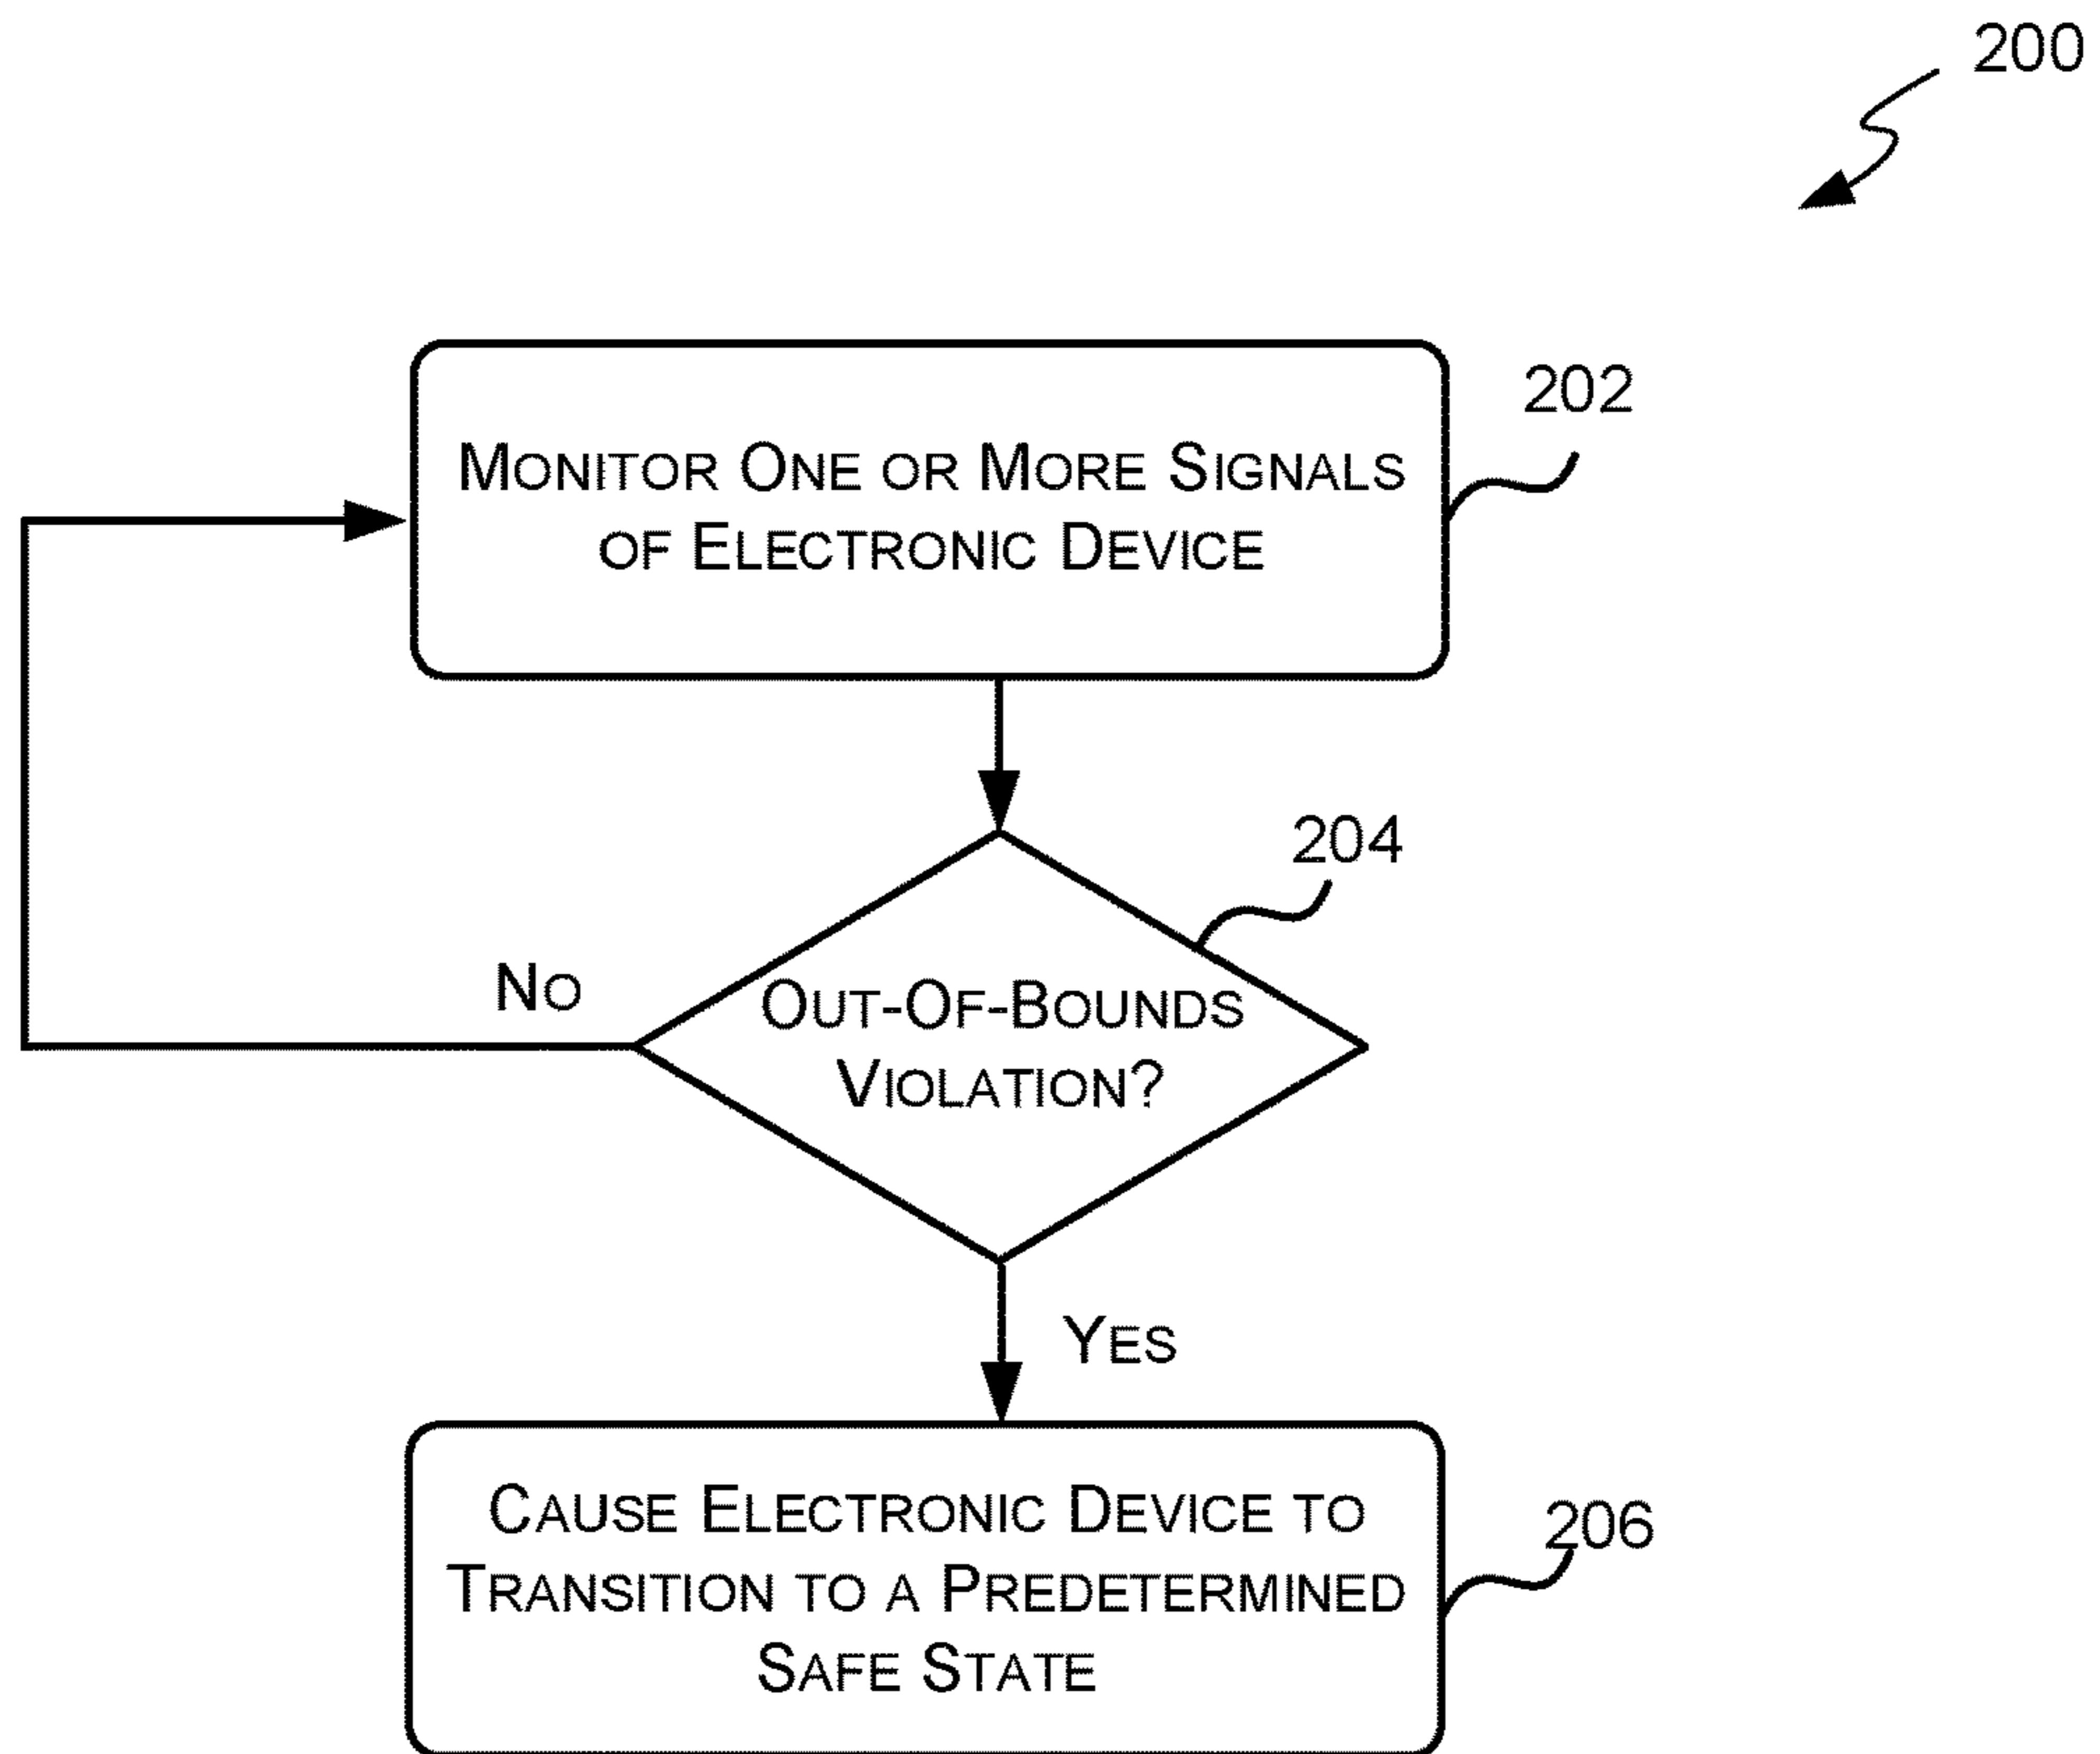 200
202
MONITOR ONE OR MORE SIGNALS
OF ELECTRONIC DEVICE
204
NO
OUT-OF-BOUNDS
VIOLATION?
YES
CAUSE ELECTRONIC DEVICE TO
TRANSITION TO A PREDETERMINED
SAFE STATE
206